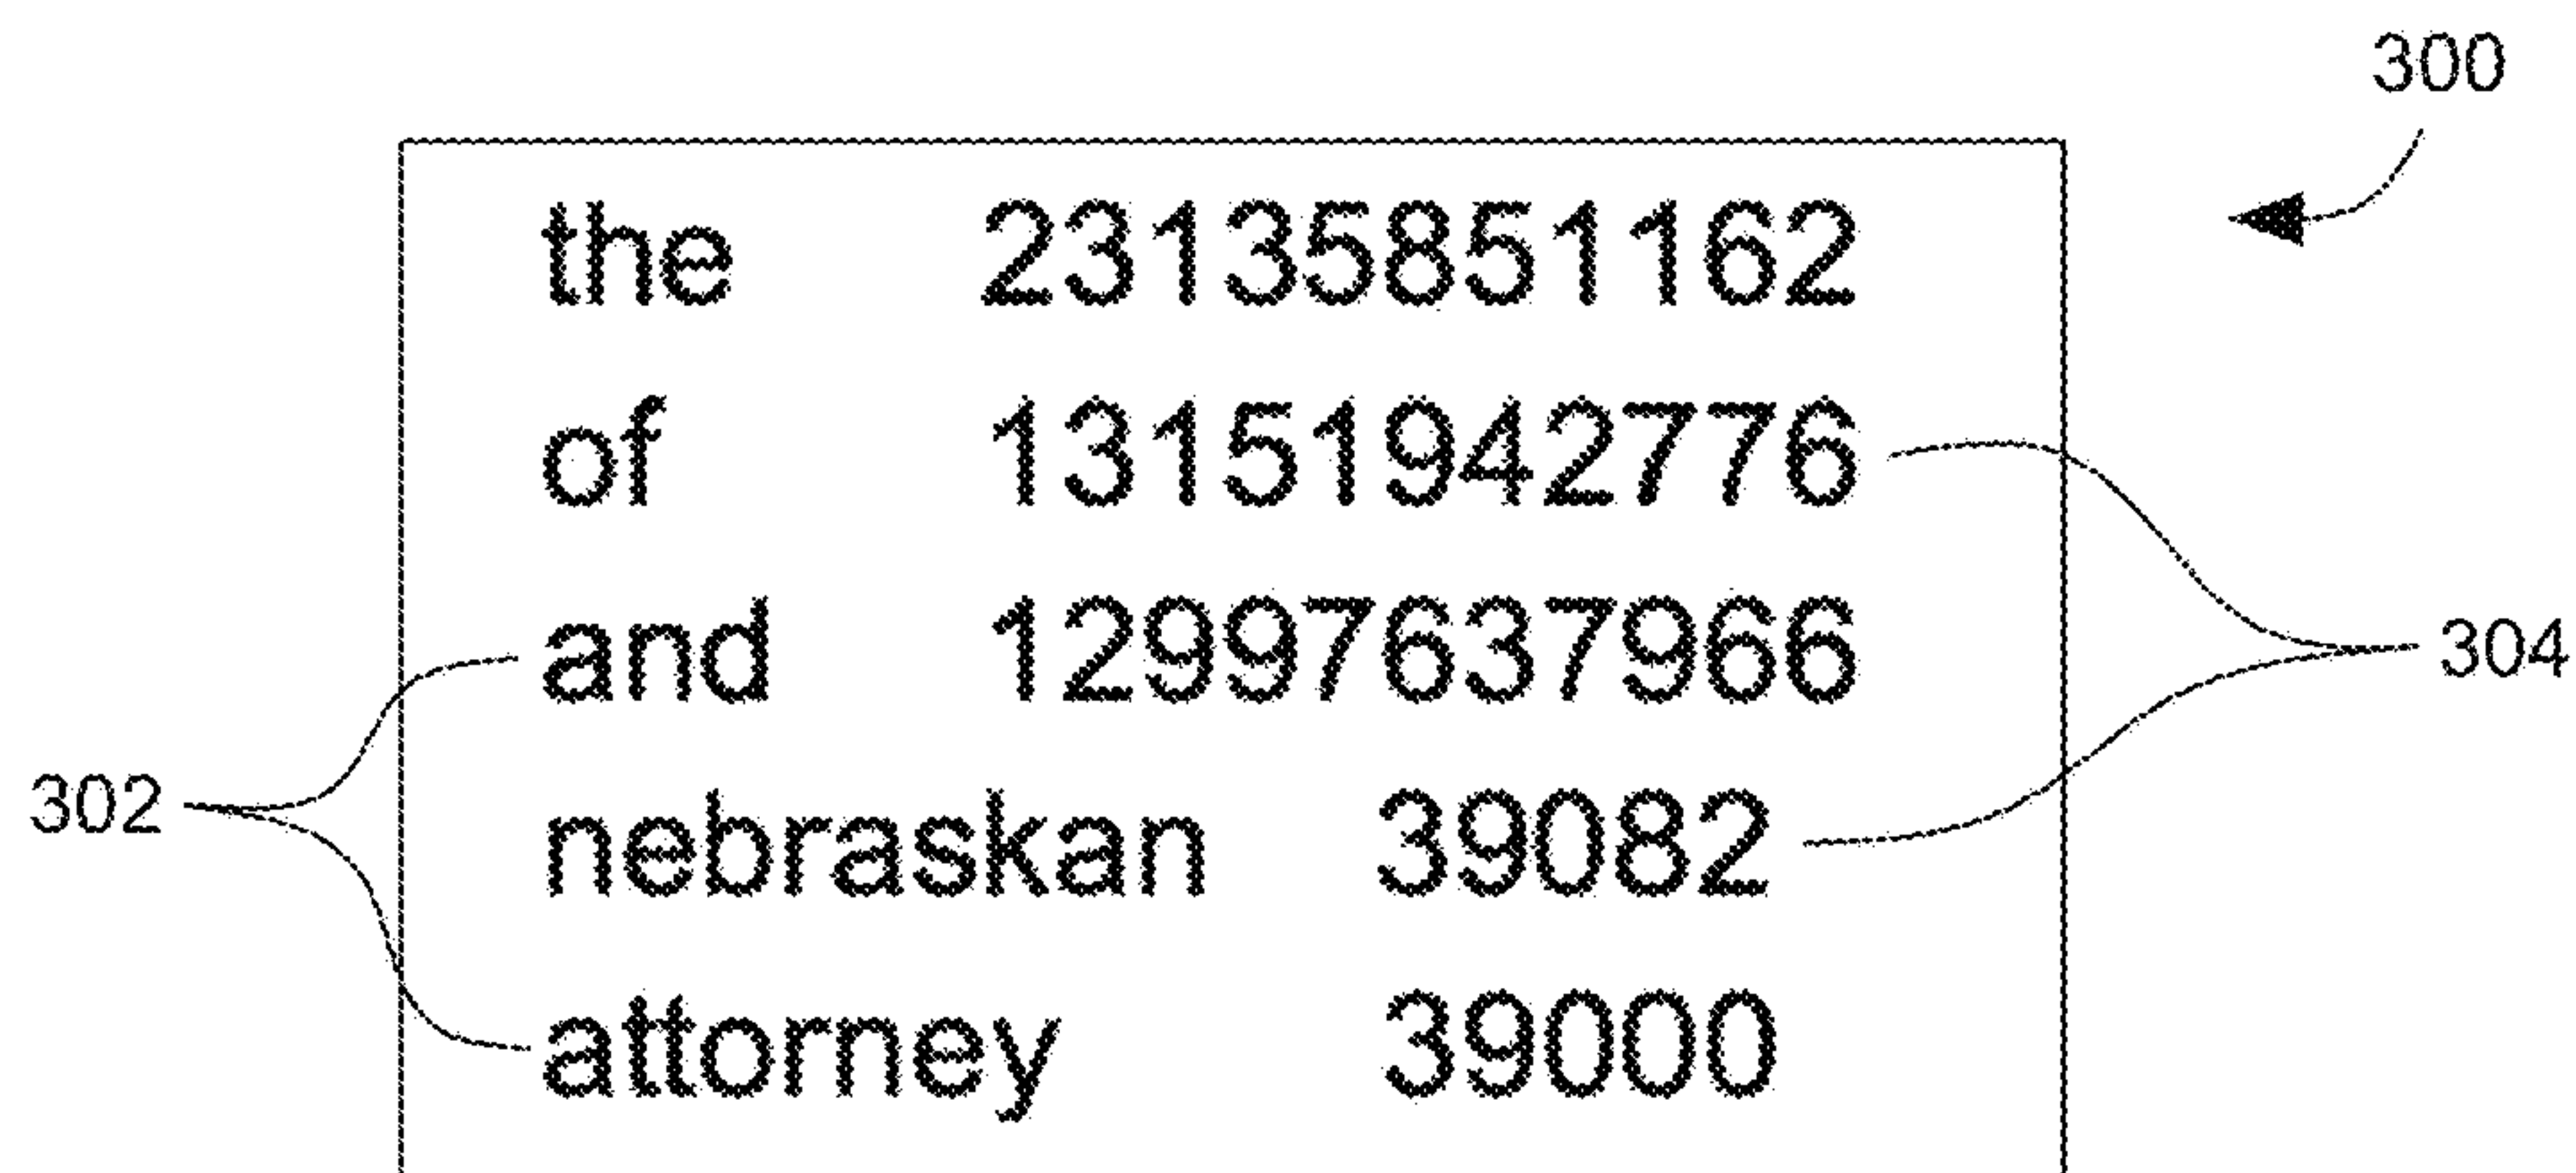 300
the 23135851162
of 13151942776
and 12997637966
304
302
nebraskan 39082
attorney 39000